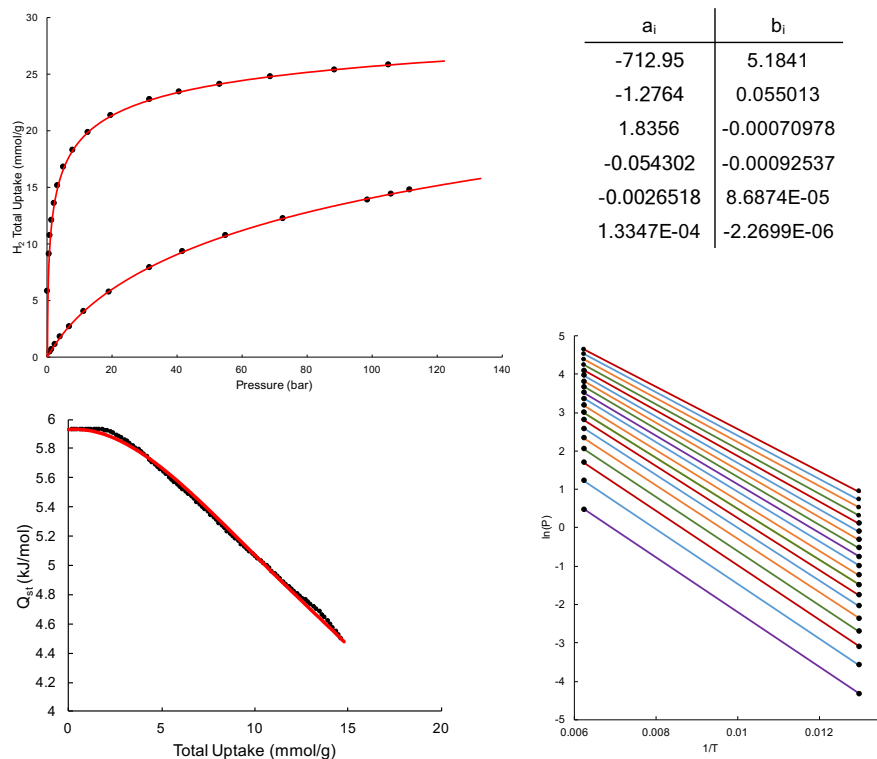 30
25
20
15
10
5
0
H₂ Total Uptake (mmol/g)
0 20 40 60 80 100 120 140
Pressure (bar)
aᵢ bᵢ
-712.95 5.1841
-1.2764 0.055013
1.8356 -0.00070978
-0.054302 -0.00092537
-0.0026518 8.6874E-05
1.3347E-04 -2.2699E-06
6
5.8
5.6
5.4
5.2
5
4.8
4.6
4.4
4.2
4
Qst (kJ/mol)
0 5 10 15 20
Total Uptake (mmol/g)
5
4
3
2
1
0
-1
-2
-3
-4
-5
ln(P)
0.006 0.008 0.01 0.012
1/T